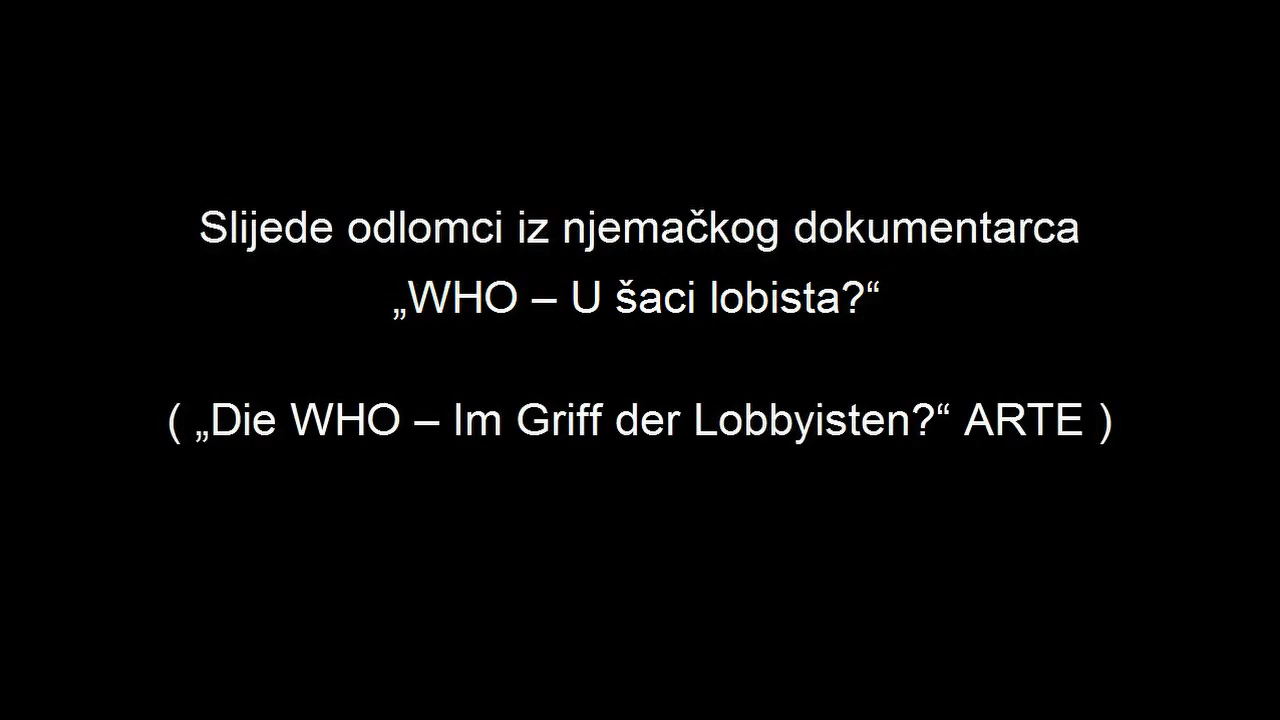 Slijede odlomci iz njemačkog dokumentarca
„WHO – U šaci lobista?“
( „Die WHO – Im Griff der Lobbyisten?“ ARTE )